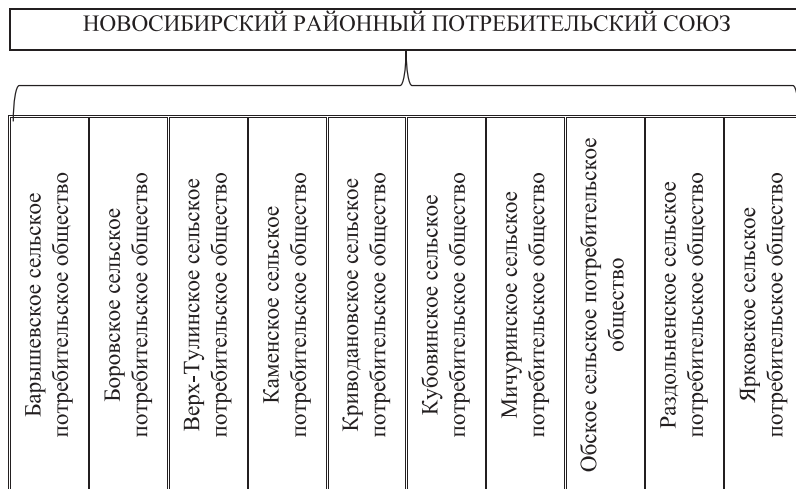 НОВОСИБИРСКИЙ РАЙОННЫЙ ПОТРЕБИТЕЛЬСКИЙ СОЮЗ
Барышевское сельское
потребительское общество
Боровское сельское
потребительское общество
Верх-Тулинское сельское
потребительское общество
Каменское сельское
потребительское общество
Криводановское сельское
потребительское общество
Кубовинское сельское
потребительское общество
Мичуринское сельское
потребительское общество
Обское сельское потребительское
общество
Раздольненское сельское
потребительское общество
Ярковское сельское
потребительское общество